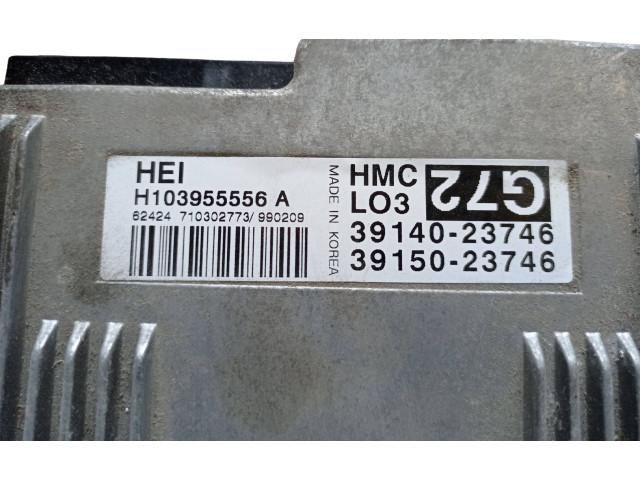 HEI
H103955556 A
62424 710302773/990209
MADE IN KOREA
HMC
LO3
G72
39140-23746
39150-23746